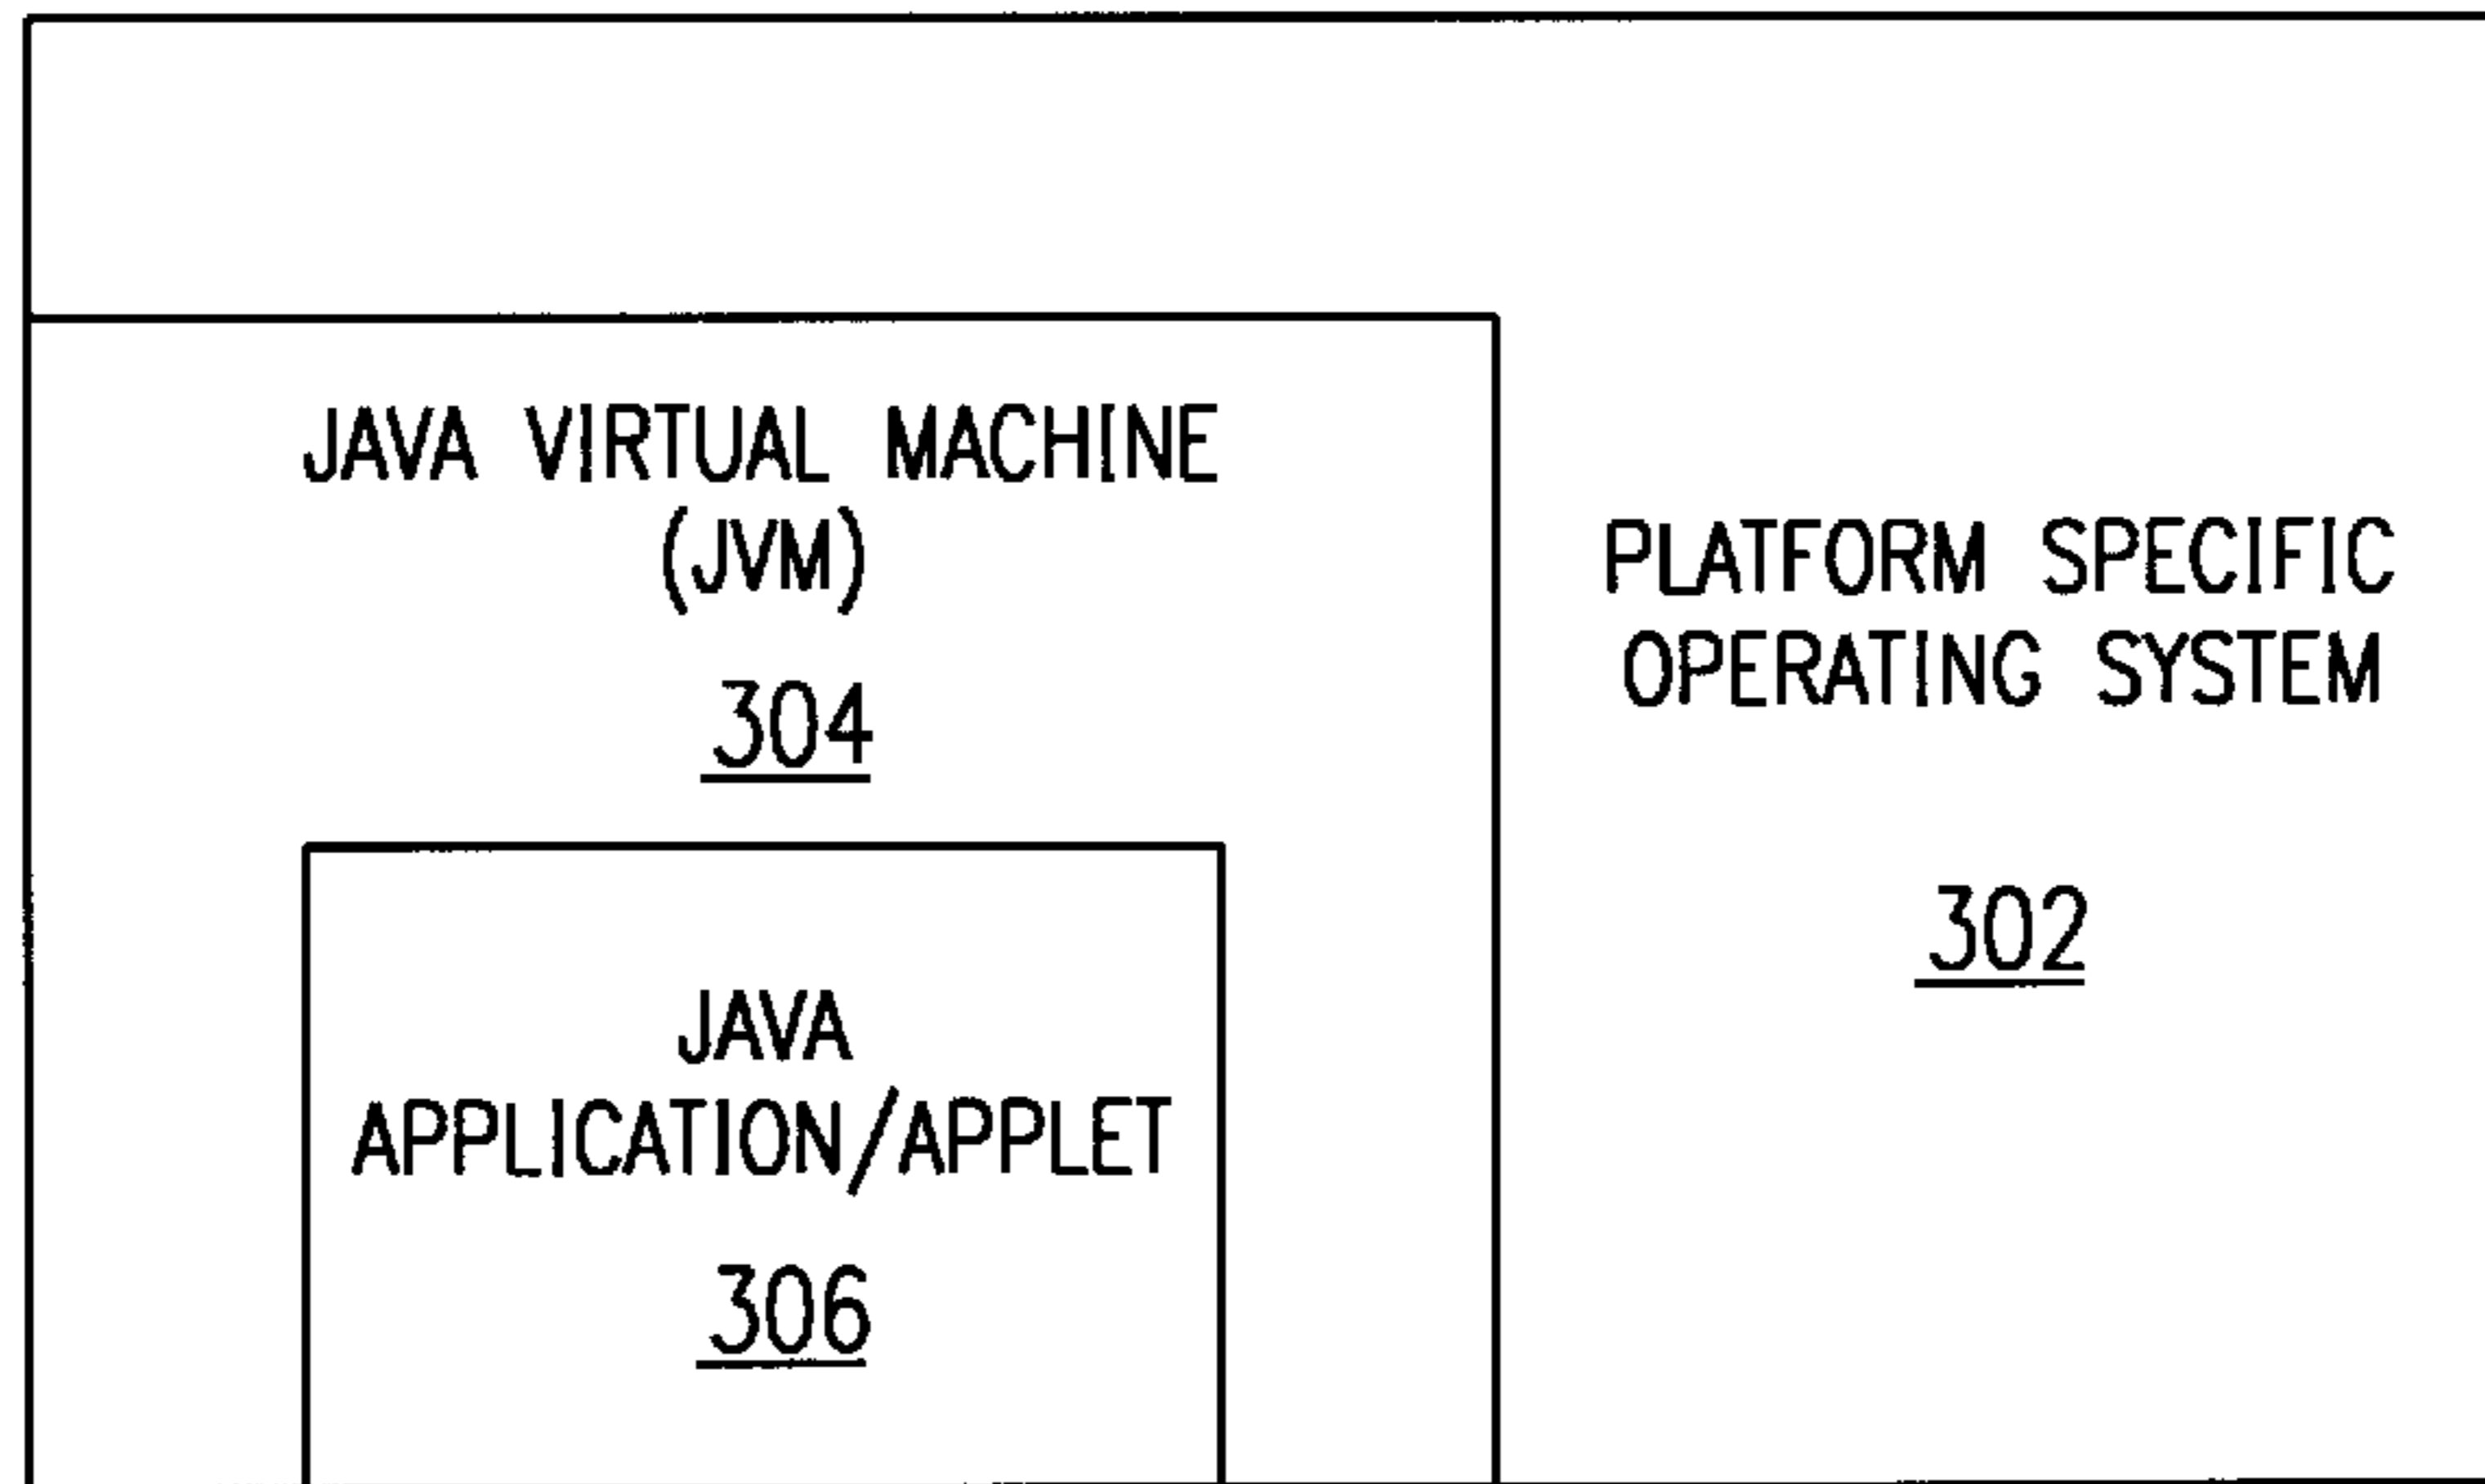 JAVA VIRTUAL MACHINE
(JVM)
304
PLATFORM SPECIFIC
OPERATING SYSTEM
302
JAVA
APPLICATION/APPLET
306